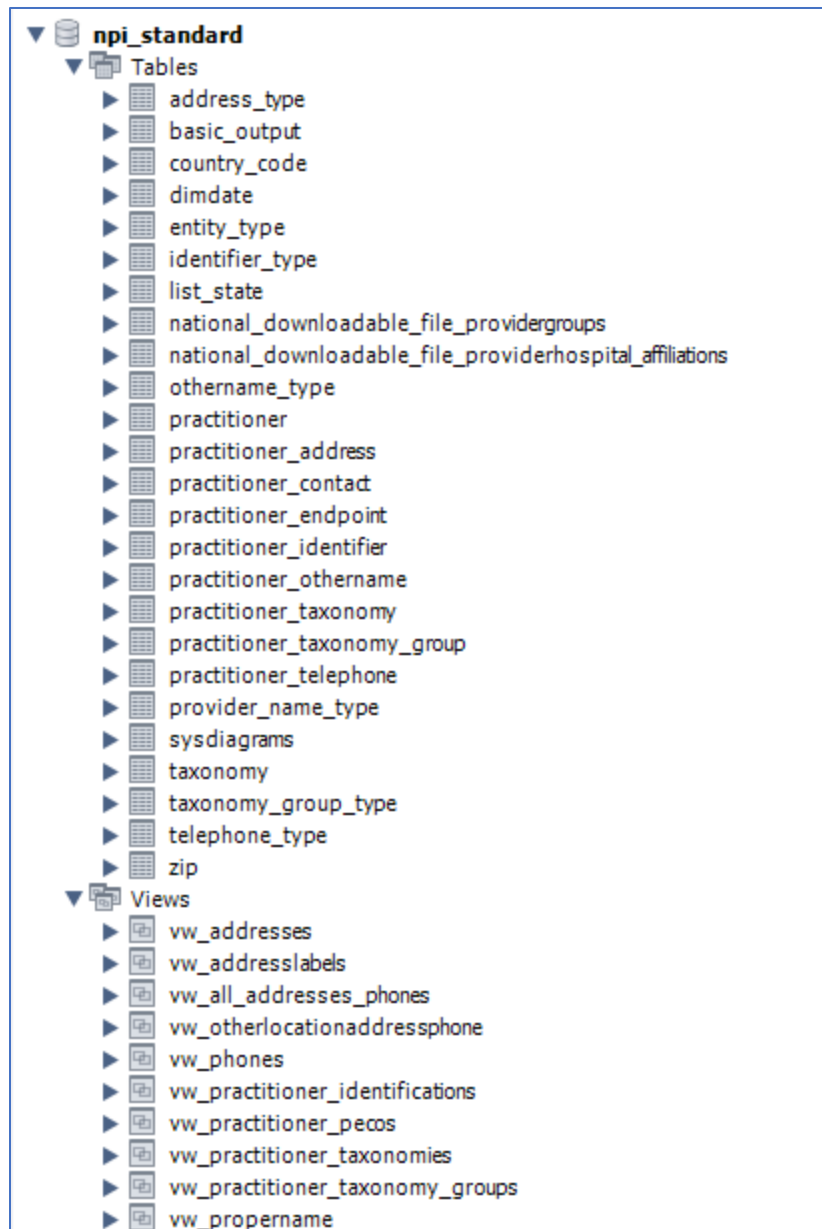 npi_standard
Tables
address_type
basic_output
country_code
dimdate
entity_type
identifier_type
list_state
national_downloadable_file_providergroups
national_downloadable_file_providerhospital_affiliations
othername_type
practitioner
practitioner_address
practitioner_contact
practitioner_endpoint
practitioner_identifier
practitioner_othername
practitioner_taxonomy
practitioner_taxonomy_group
practitioner_telephone
provider_name_type
sysdiagrams
taxonomy
taxonomy_group_type
telephone_type
zip
Views
vw_addresses
vw_addresslabels
vw_all_addresses_phones
vw_otherlocationaddressphone
vw_phones
vw_practitioner_identifications
vw_practitioner_pecos
vw_practitioner_taxonomies
vw_practitioner_taxonomy_groups
vw_propername